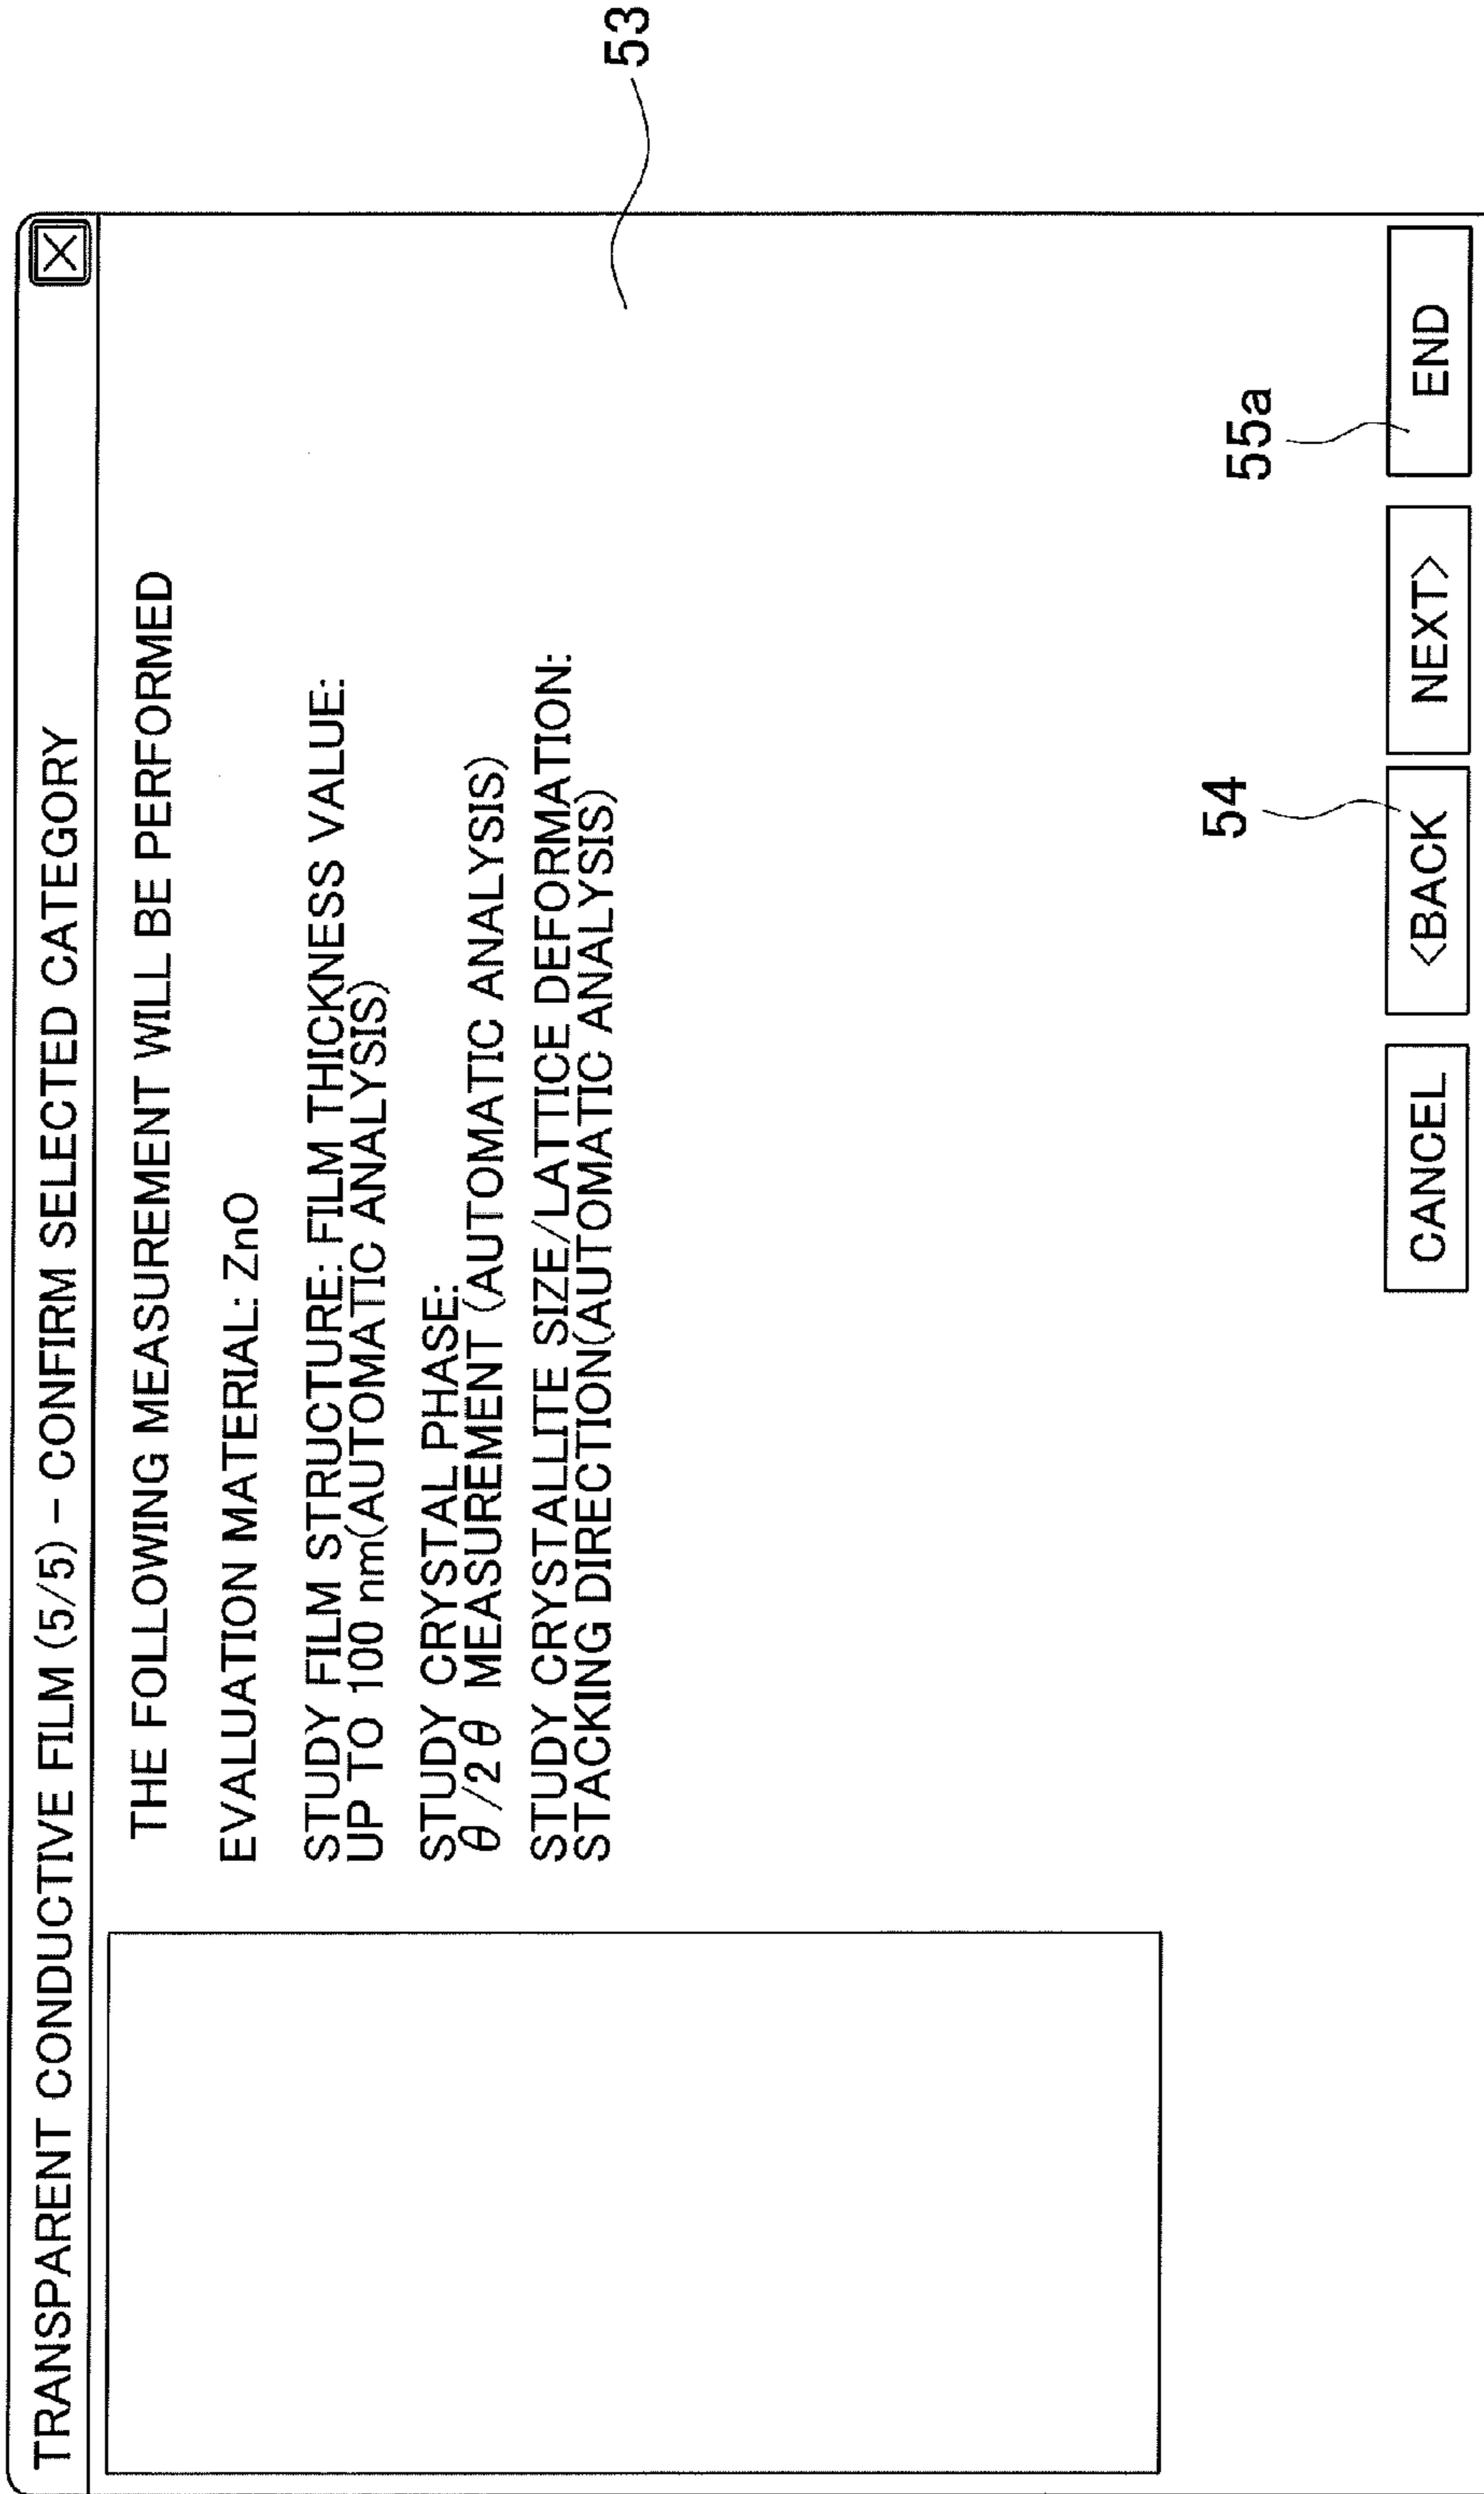 TRANSPARENT CONDUCTIVE FILM (5/5) – CONFIRM SELECTED CATEGORY
X
THE FOLLOWING MEASUREMENT WILL BE PERFORMED
EVALUATION MATERIAL: ZnO
STUDY FILM STRUCTURE: FILM THICKNESS VALUE:
UP TO 100 nm(AUTOMATIC ANALYSIS)
STUDY CRYSTAL PHASE:
θ/2θ MEASUREMENT (AUTOMATIC ANALYSIS)
STUDY CRYSTALLITE SIZE/LATTICE DEFORMATION:
STACKING DIRECTION(AUTOMATIC ANALYSIS)
53
54
55a
CANCEL
<BACK
NEXT>
END